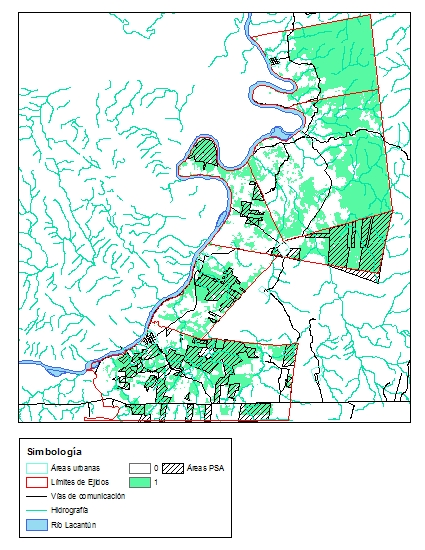 Simbología
Áreas urbanas
0
Áreas PSA
Límites de Ejidos
1
Vías de comunicación
Hidrografía
Río Lacantún